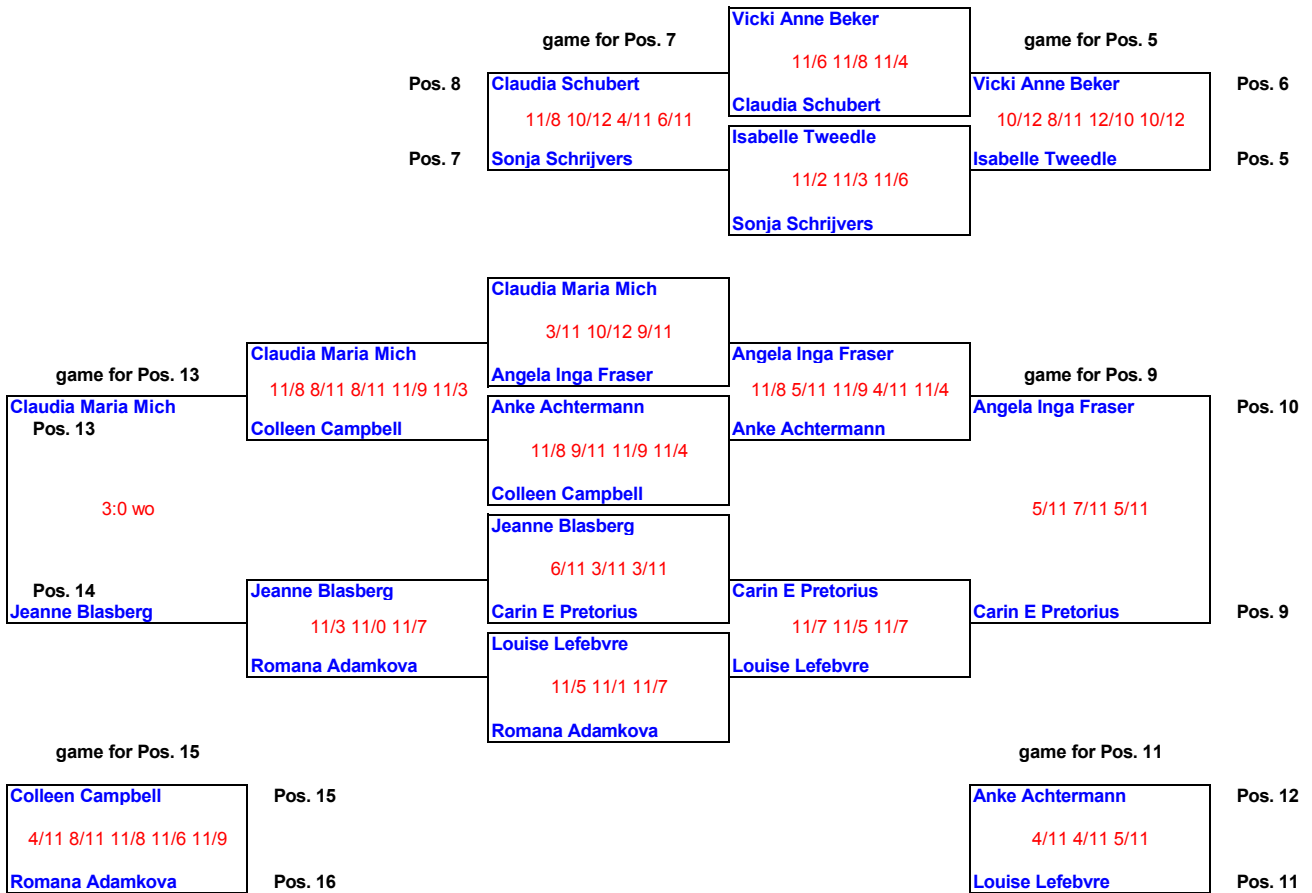 Vicki Anne Beker
game for Pos. 7
game for Pos. 5
11/6 11/8 11/4
Pos. 8
Claudia Schubert
Vicki Anne Beker
Pos. 6
Claudia Schubert
11/8 10/12 4/11 6/11
10/12 8/11 12/10 10/12
Isabelle Tweedle
Pos. 7
Sonja Schrijvers
Isabelle Tweedle
Pos. 5
11/2 11/3 11/6
Sonja Schrijvers
Claudia Maria Mich
3/11 10/12 9/11
Claudia Maria Mich
Angela Inga Fraser
game for Pos. 13
Angela Inga Fraser
game for Pos. 9
11/8 8/11 8/11 11/9 11/3
11/8 5/11 11/9 4/11 11/4
Claudia Maria Mich
Anke Achtermann
Angela Inga Fraser
Pos. 10
Pos. 13
Colleen Campbell
Anke Achtermann
11/8 9/11 11/9 11/4
Colleen Campbell
3:0 wo
5/11 7/11 5/11
Jeanne Blasberg
6/11 3/11 3/11
Pos. 14
Jeanne Blasberg
Carin E Pretorius
Jeanne Blasberg
Carin E Pretorius
Carin E Pretorius
Pos. 9
11/3 11/0 11/7
11/7 11/5 11/7
Louise Lefebvre
Romana Adamkova
Louise Lefebvre
11/5 11/1 11/7
Romana Adamkova
game for Pos. 15
game for Pos. 11
Colleen Campbell
Pos. 15
Anke Achtermann
Pos. 12
4/11 8/11 11/8 11/6 11/9
4/11 4/11 5/11
Romana Adamkova
Pos. 16
Louise Lefebvre
Pos. 11